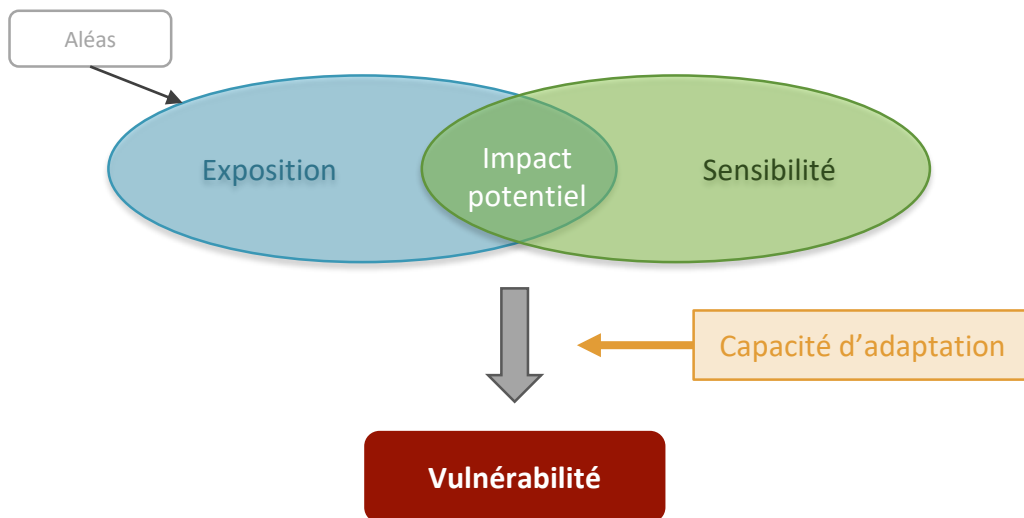 Aléas
Exposition
Impact
potentiel
Sensibilité
Capacité d’adaptation
Vulnérabilité